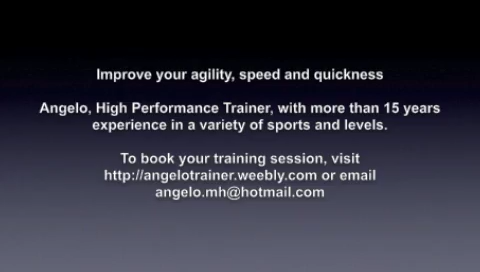 Improve your agility, speed and quickness
Angelo, High Performance Trainer, with more than 15 years
experience in a variety of sports and levels.
To book your training session, visit
http://angelotrainer.weebly.com or email
angelo.mh@hotmail.com